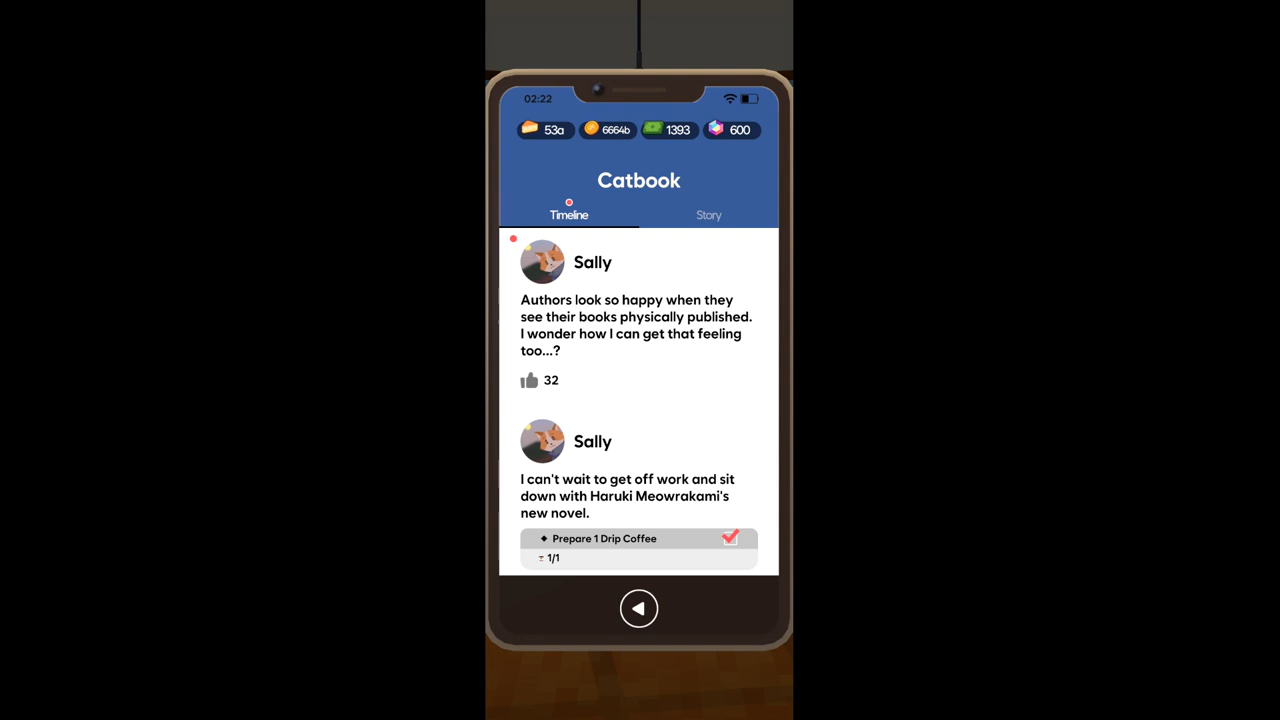 02:22
53a 6664b 1393 600
Catbook
Timeline Story
Sally
Authors look so happy when they
see their books physically published.
I wonder how I can get that feeling
too...?
32
Sally
I can't wait to get off work and sit
down with Haruki Meowrakami's
new novel.
Prepare 1 Drip Coffee
1/1